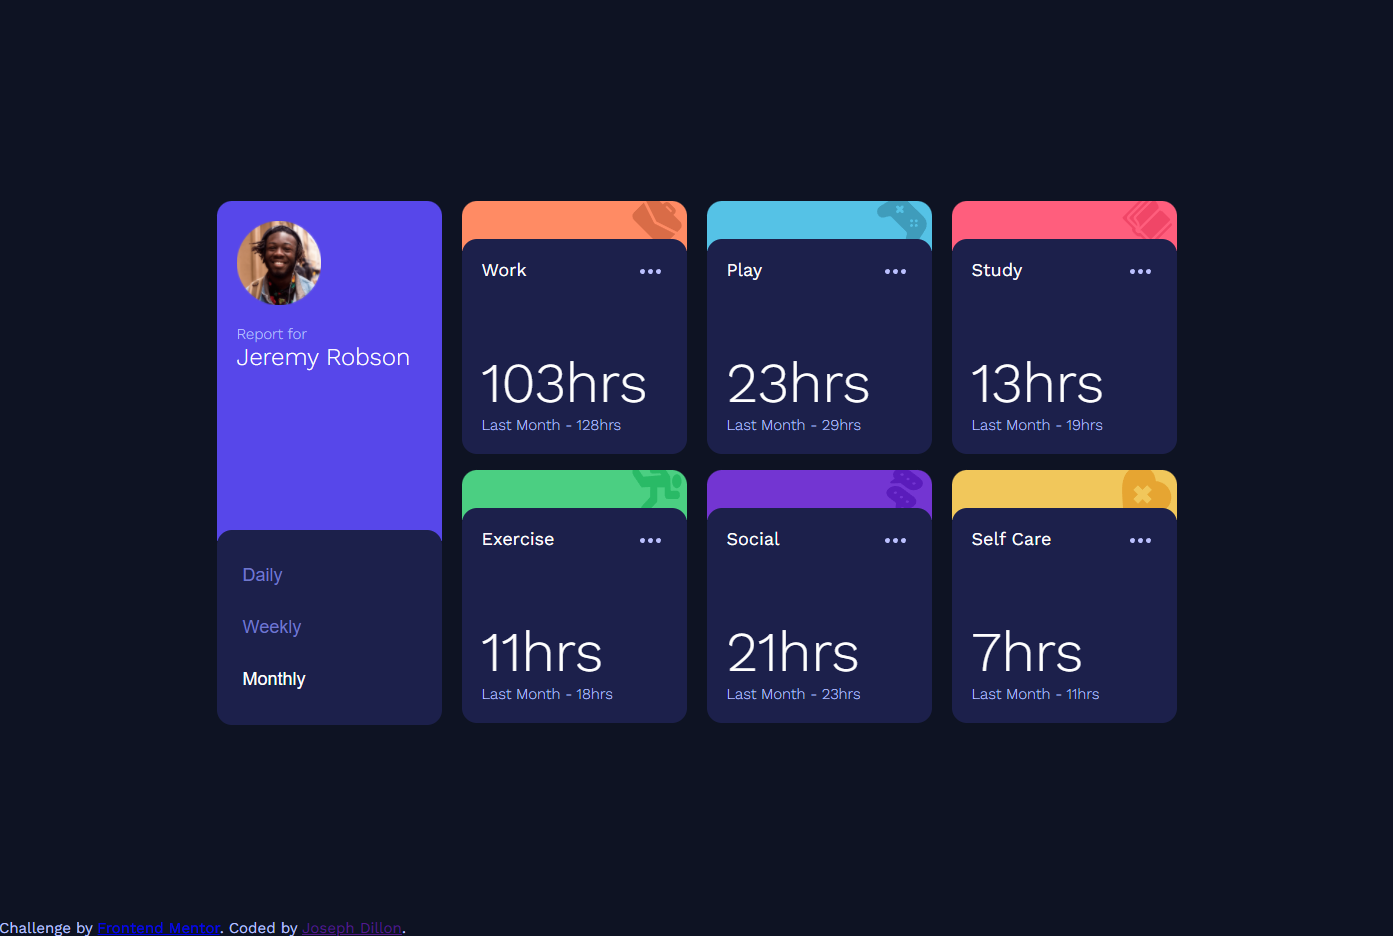 Report for
Jeremy Robson
Daily
Weekly
Monthly
Work
103hrs
Last Month - 128hrs
Play
23hrs
Last Month - 29hrs
Study
13hrs
Last Month - 19hrs
Exercise
11hrs
Last Month - 18hrs
Social
21hrs
Last Month - 23hrs
Self Care
7hrs
Last Month - 11hrs
Challenge by Frontend Mentor. Coded by Joseph Dillon.